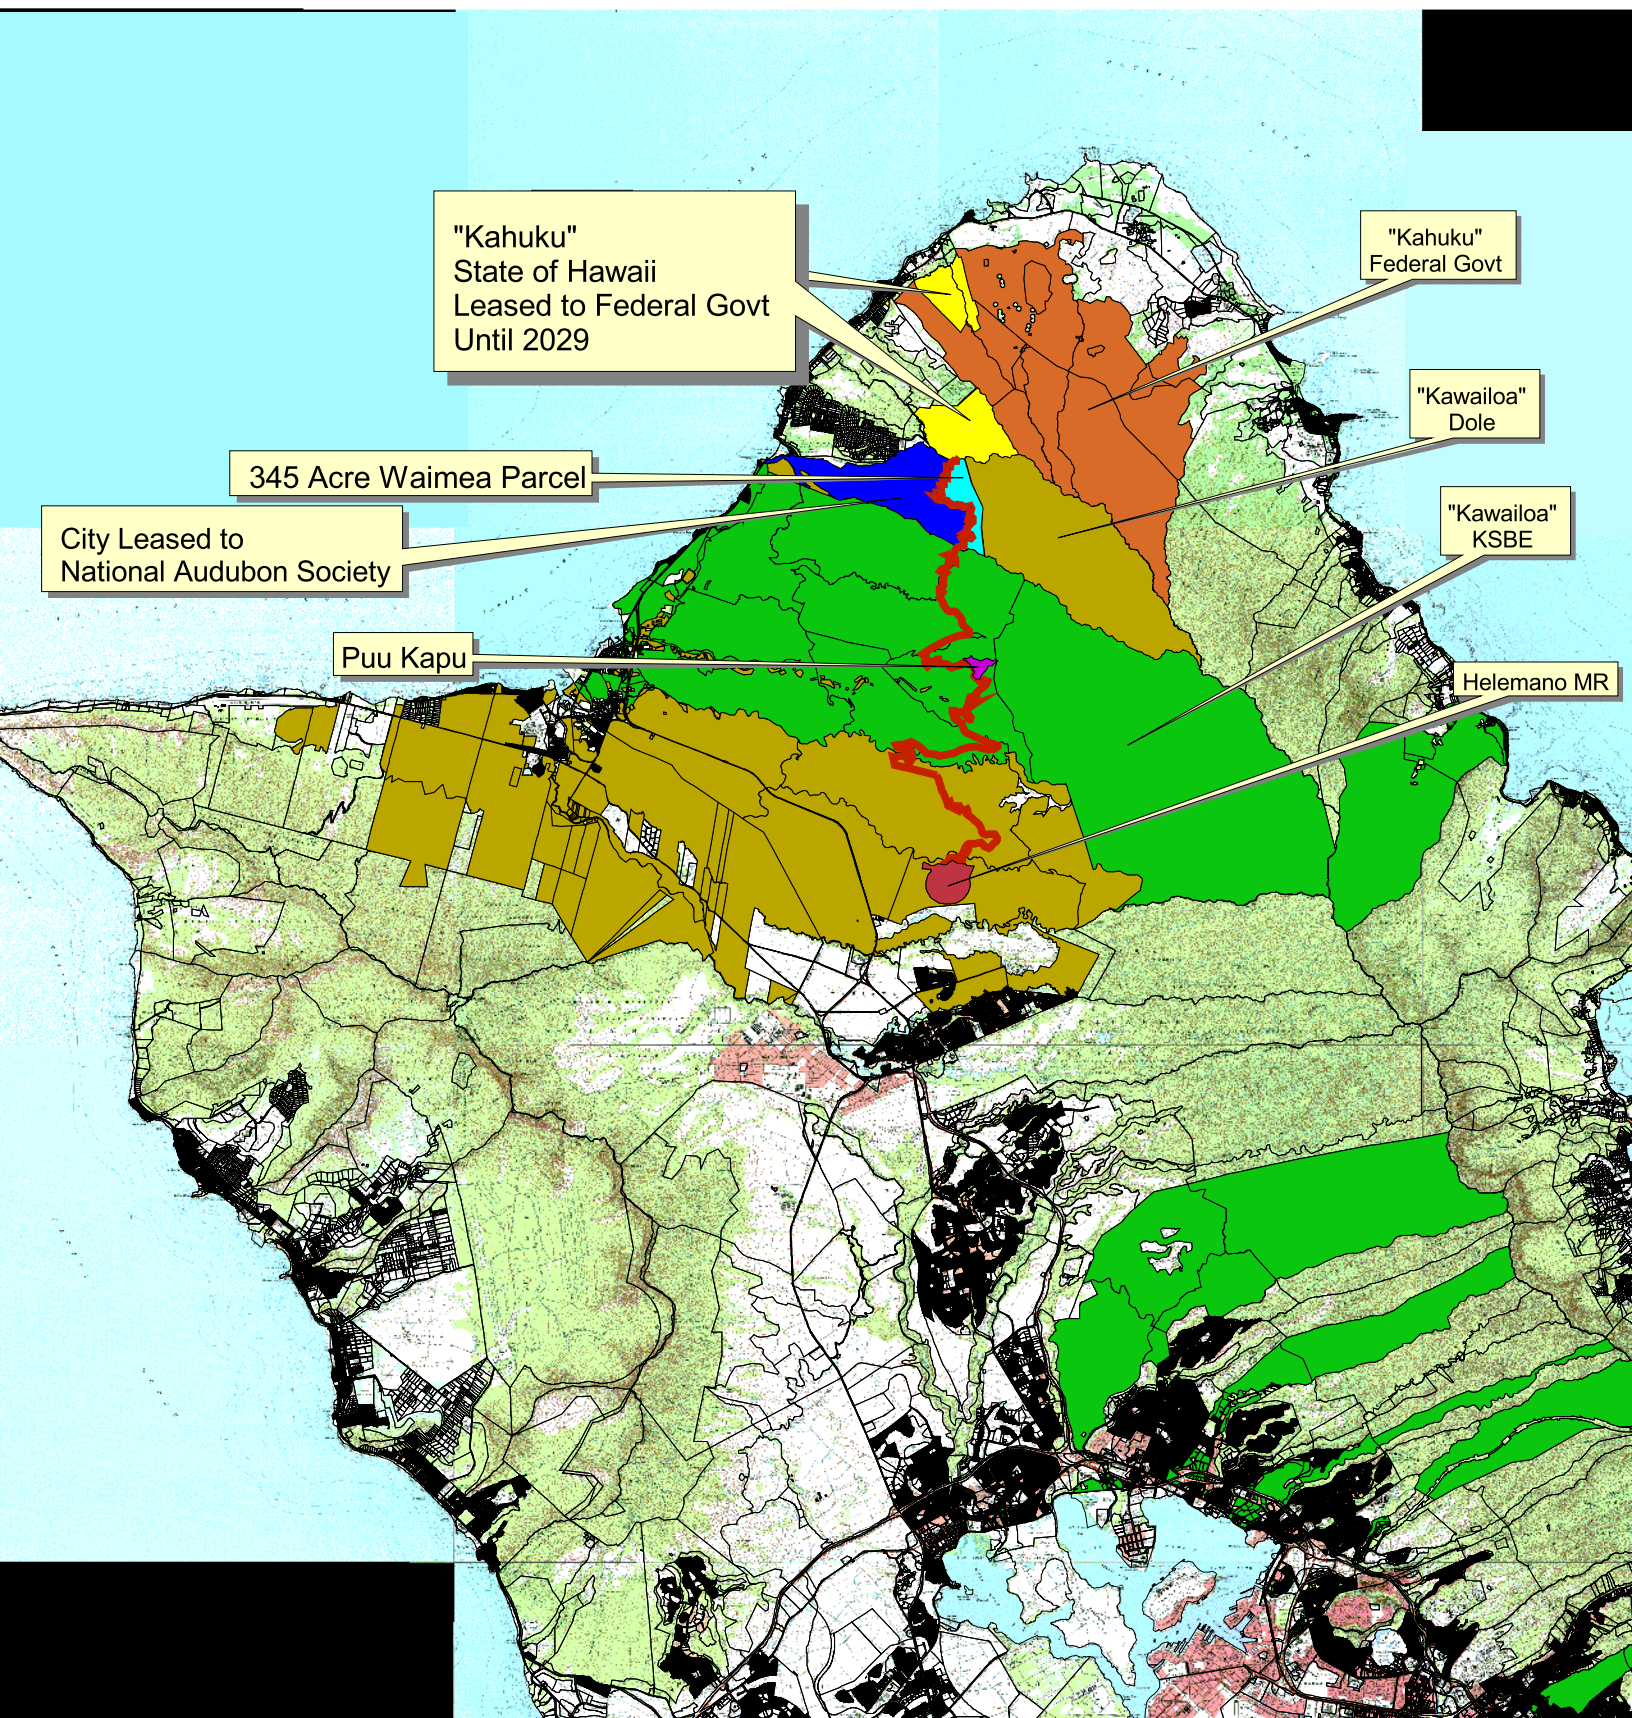 "Kahuku"
State of Hawaii
Leased to Federal Govt
Until 2029
"Kahuku"
Federal Govt
"Kawailoa"
Dole
345 Acre Waimea Parcel
"Kawailoa"
KSBE
City Leased to
National Audubon Society
Puu Kapu
Helemano MR